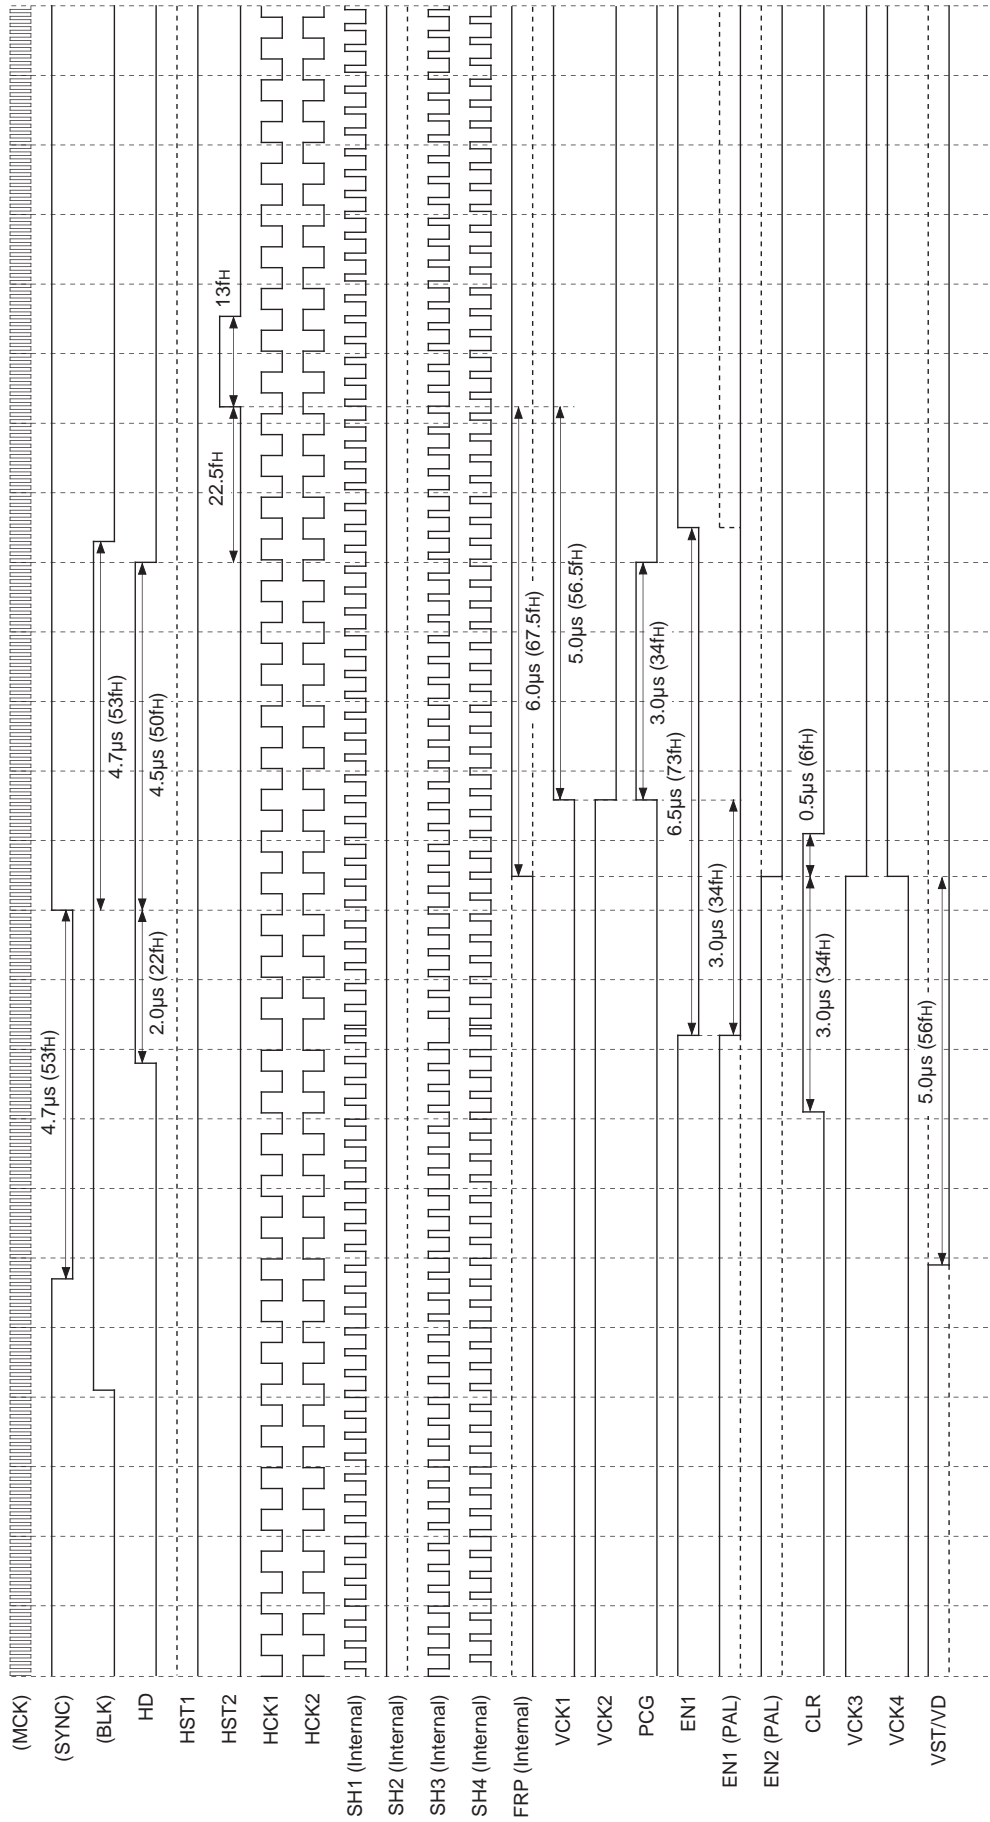 (MCK)
(SYNC)
4.7µs (53fH)
(BLK)
4.7µs (53fH)
HD
2.0µs (22fH)
4.5µs (50fH)
HST1
HST2
22.5fH
13fH
HCK1
HCK2
SH1 (Internal)
SH2 (Internal)
SH3 (Internal)
SH4 (Internal)
FRP (Internal)
6.0µs (67.5fH)
VCK1
5.0µs (56.5fH)
VCK2
PCG
3.0µs (34fH)
EN1
6.5µs (73fH)
EN1 (PAL)
3.0µs (34fH)
EN2 (PAL)
CLR
3.0µs (34fH)
0.5µs (6fH)
VCK3
VCK4
VST/VD
5.0µs (56fH)